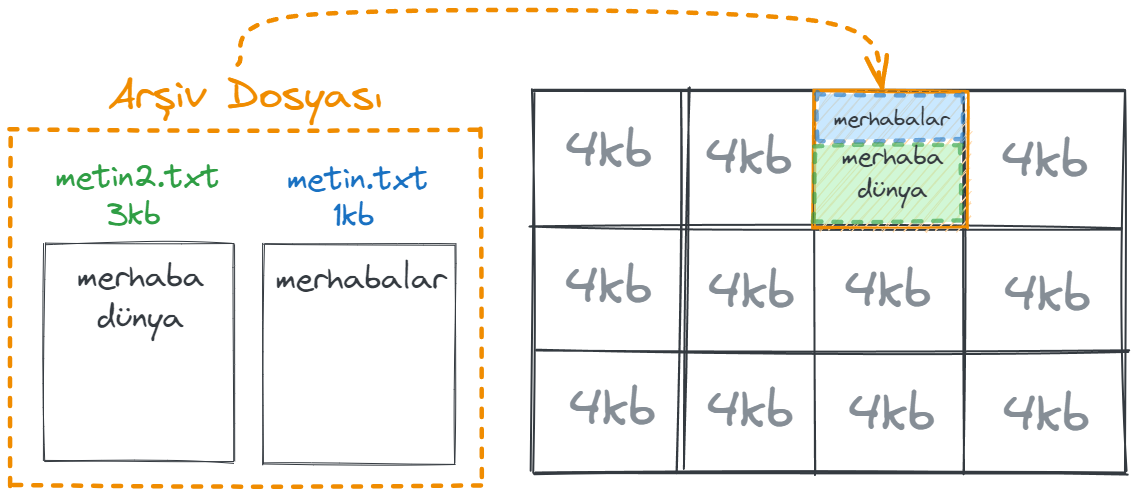 Arşiv Dosyası
metin2.txt
3kb
merhaba
dünya
metin.txt
1kb
merhabalar
4kb
4kb
merhabalar
merhaba
dünya
4kb
4kb
4kb
4kb
4kb
4kb
4kb
4kb
4kb